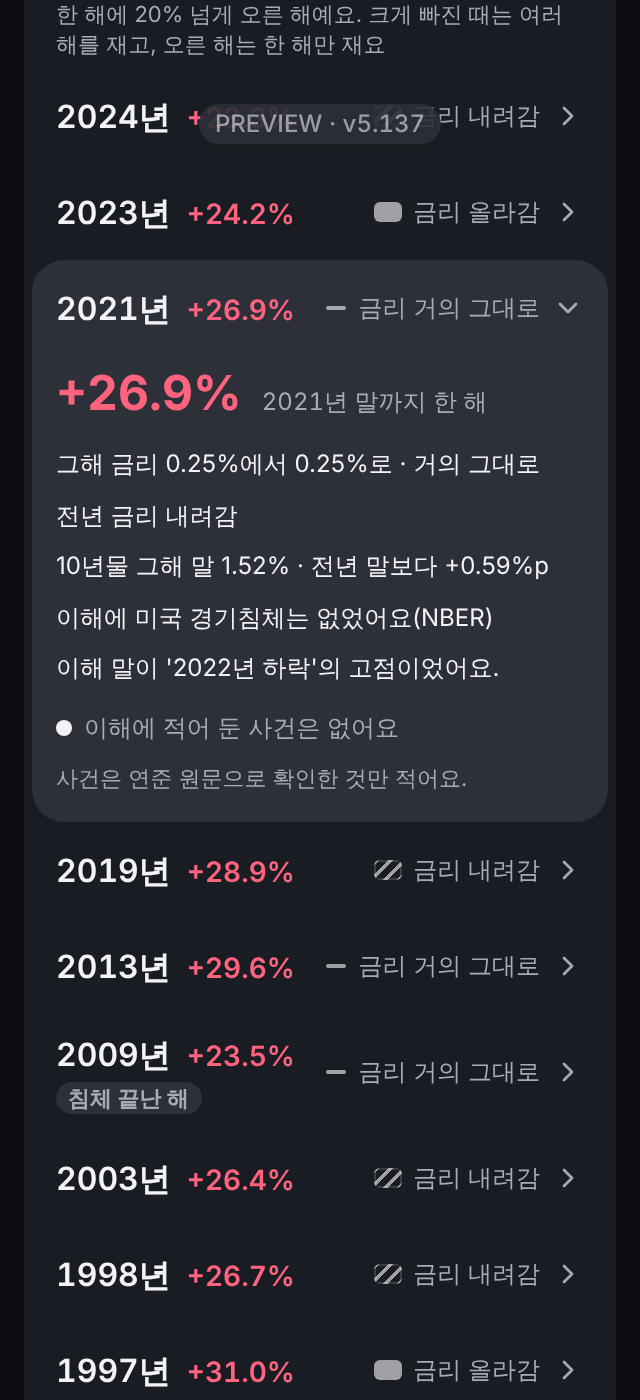 한 해에 20% 넘게 오른 해예요. 크게 빠진 때는 여러
해를 재고, 오른 해는 한 해만 재요
2024년 금리 내려감
PREVIEW · v5.137
2023년 +24.2% 금리 올라감
2021년 +26.9% 금리 거의 그대로
+26.9% 2021년 말까지 한 해
그해 금리 0.25%에서 0.25%로 · 거의 그대로
전년 금리 내려감
10년물 그해 말 1.52% · 전년 말보다 +0.59%p
이해에 미국 경기침체는 없었어요(NBER)
이해 말이 '2022년 하락'의 고점이었어요.
이해에 적어 둔 사건은 없어요
사건은 연준 원문으로 확인한 것만 적어요.
2019년 +28.9% 금리 내려감
2013년 +29.6% 금리 거의 그대로
2009년 +23.5% 금리 거의 그대로
침체 끝난 해
2003년 +26.4% 금리 내려감
1998년 +26.7% 금리 내려감
1997년 +31.0% 금리 올라감